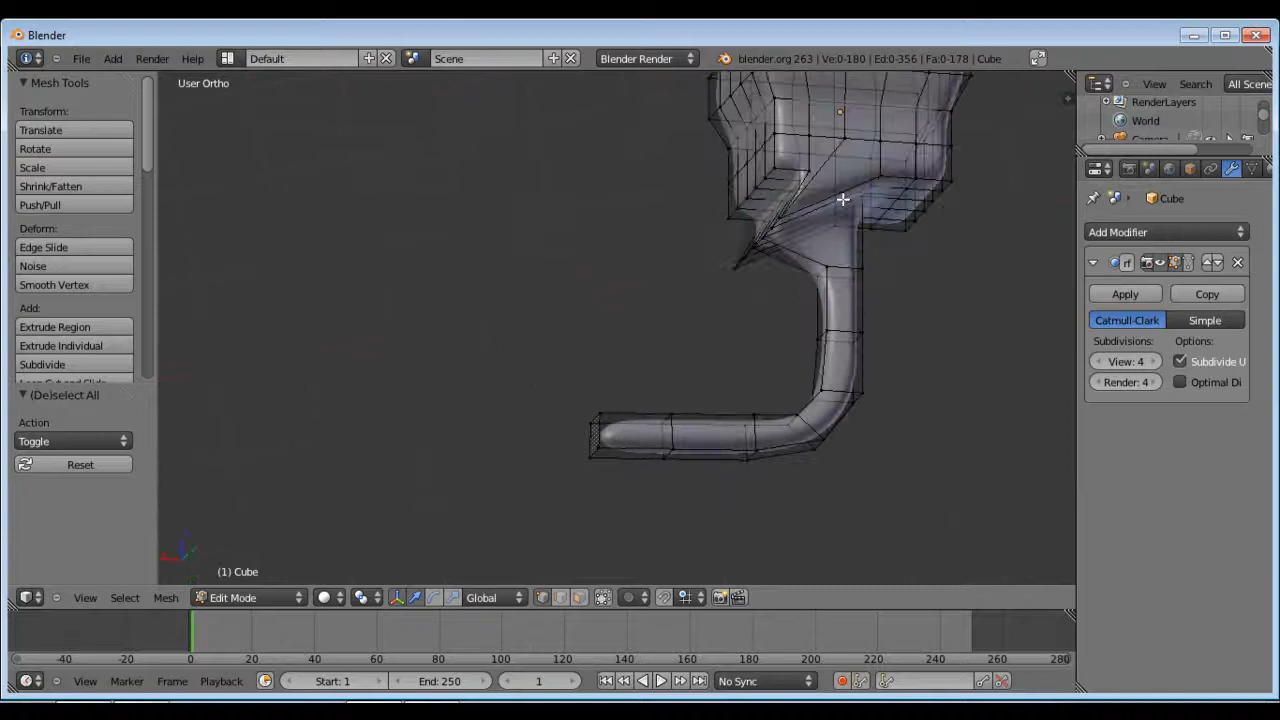 Blender
File Add Render Help Default Scene Blender Render blender.org 263 | Ve:0-180 | Ed:0-356 | Fa:0-178 | Cube
Mesh Tools
User Ortho
View Search All Scene
RenderLayers
World
Camera
Transform:
Translate
Rotate
Scale
Shrink/Fatten
Push/Pull
Deform:
Edge Slide
Noise
Smooth Vertex
Add:
Extrude Region
Extrude Individual
Subdivide
Cube
Add Modifier
rf
Apply Copy
Catmull-Clark Simple
Subdivisions: Options:
View: 4 Subdivide U
Render: 4 Optimal Di
(De)select All
Action
Toggle
Reset
(1) Cube
View Select Mesh Edit Mode Global
-40 -20 0 20 40 60 80 100 120 140 160 180 200 220 240 260 280
View Marker Frame Playback Start: 1 End: 250 1 No Sync